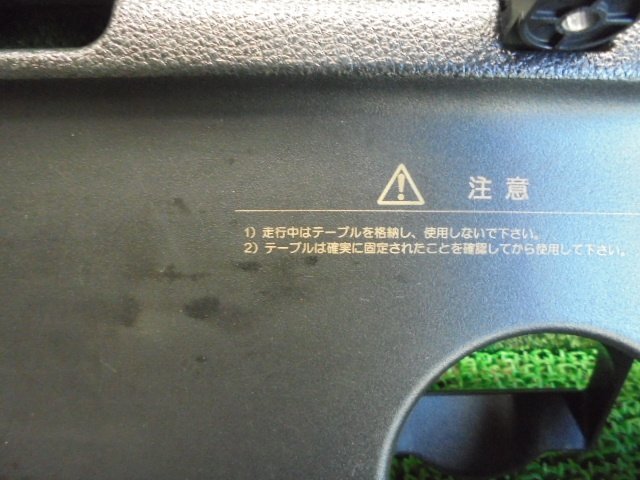 注意
1) 走行中はテーブルを格納し、使用しないで下さい。
2) テーブルは確実に固定されたことを確認してから使用して下さい。